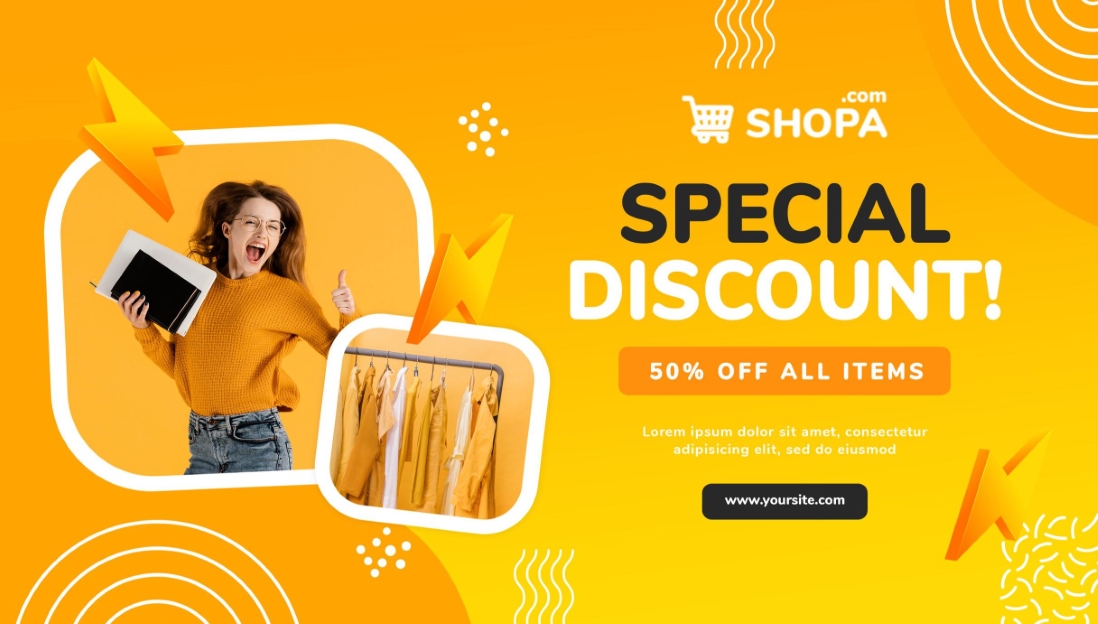 .com
SHOPA
SPECIAL
DISCOUNT!
50% OFF ALL ITEMS
Lorem ipsum dolor sit amet, consectetur
adipisicing elit, sed do eiusmod
www.yoursite.com